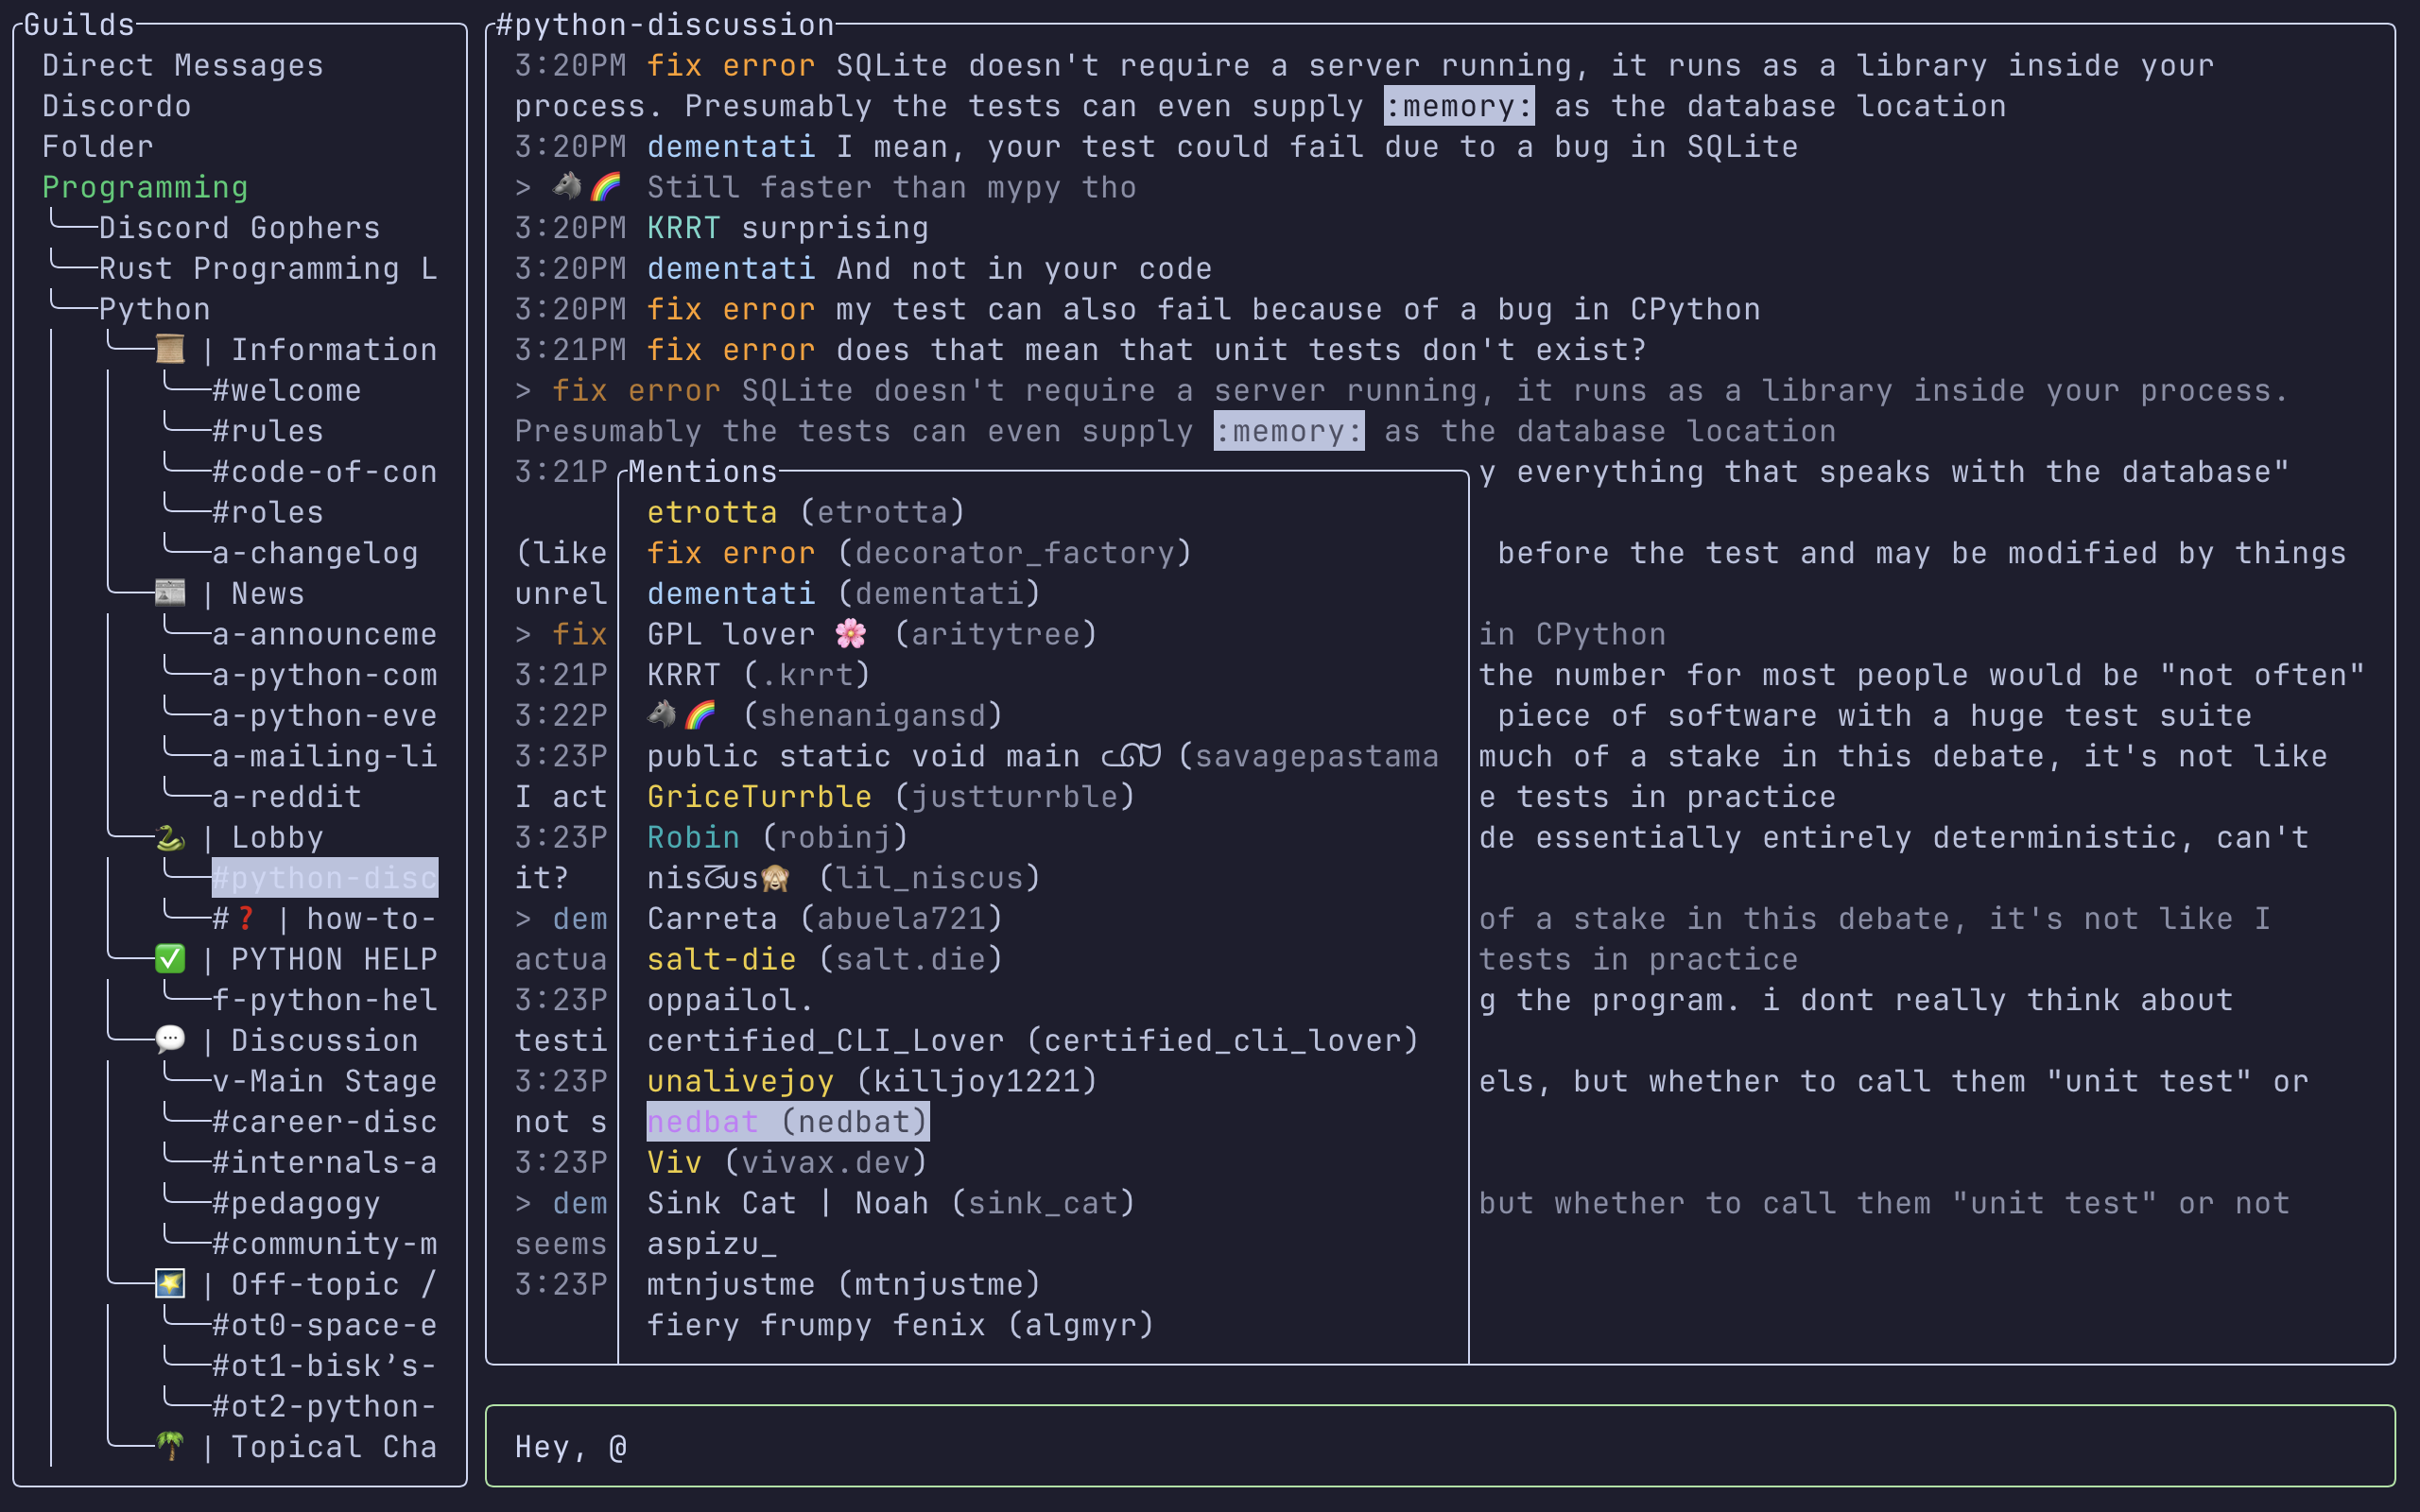 Guilds
Direct Messages
Discordo
Folder
Programming
Discord Gophers
Rust Programming L
Python
📜 | Information
#welcome
#rules
#code-of-con
#roles
a-changelog
📰 | News
a-announceme
a-python-com
a-python-eve
a-mailing-li
a-reddit
🐍 | Lobby
#python-disc
#❓ | how-to-
✅ | PYTHON HELP
f-python-hel
💬 | Discussion
v-Main Stage
#career-disc
#internals-a
#pedagogy
#community-m
🌠 | Off-topic /
#ot0-space-e
#ot1-bisk’s-
#ot2-python-
🌴 | Topical Cha
#python-discussion
3:20PM fix error SQLite doesn't require a server running, it runs as a library inside your
process. Presumably the tests can even supply :memory: as the database location
3:20PM dementati I mean, your test could fail due to a bug in SQLite
> 🐺🌈 Still faster than mypy tho
3:20PM KRRT surprising
3:20PM dementati And not in your code
3:20PM fix error my test can also fail because of a bug in CPython
3:21PM fix error does that mean that unit tests don't exist?
> fix error SQLite doesn't require a server running, it runs as a library inside your process.
Presumably the tests can even supply :memory: as the database location
3:21P y everything that speaks with the database"
(like before the test and may be modified by things
unrel
> fix in CPython
3:21P the number for most people would be "not often"
3:22P piece of software with a huge test suite
3:23P much of a stake in this debate, it's not like
I act e tests in practice
3:23P de essentially entirely deterministic, can't
it?
> dem of a stake in this debate, it's not like I
actua tests in practice
3:23P g the program. i dont really think about
testi
3:23P els, but whether to call them "unit test" or
not s
3:23P
> dem but whether to call them "unit test" or not
seems
3:23P
Mentions
etrotta (etrotta)
fix error (decorator_factory)
dementati (dementati)
GPL lover 🌸 (aritytree)
KRRT (.krrt)
🐺🌈 (shenanigansd)
public static void main (savagepastama
GriceTurrble (justturrble)
Robin (robinj)
(lil_niscus)
Carreta (abuela721)
salt-die (salt.die)
oppailol.
certified_CLI_Lover (certified_cli_lover)
unalivejoy (killjoy1221)
nedbat (nedbat)
Viv (vivax.dev)
Sink Cat | Noah (sink_cat)
aspizu_
mtnjustme (mtnjustme)
fiery frumpy fenix (algmyr)
Hey, @